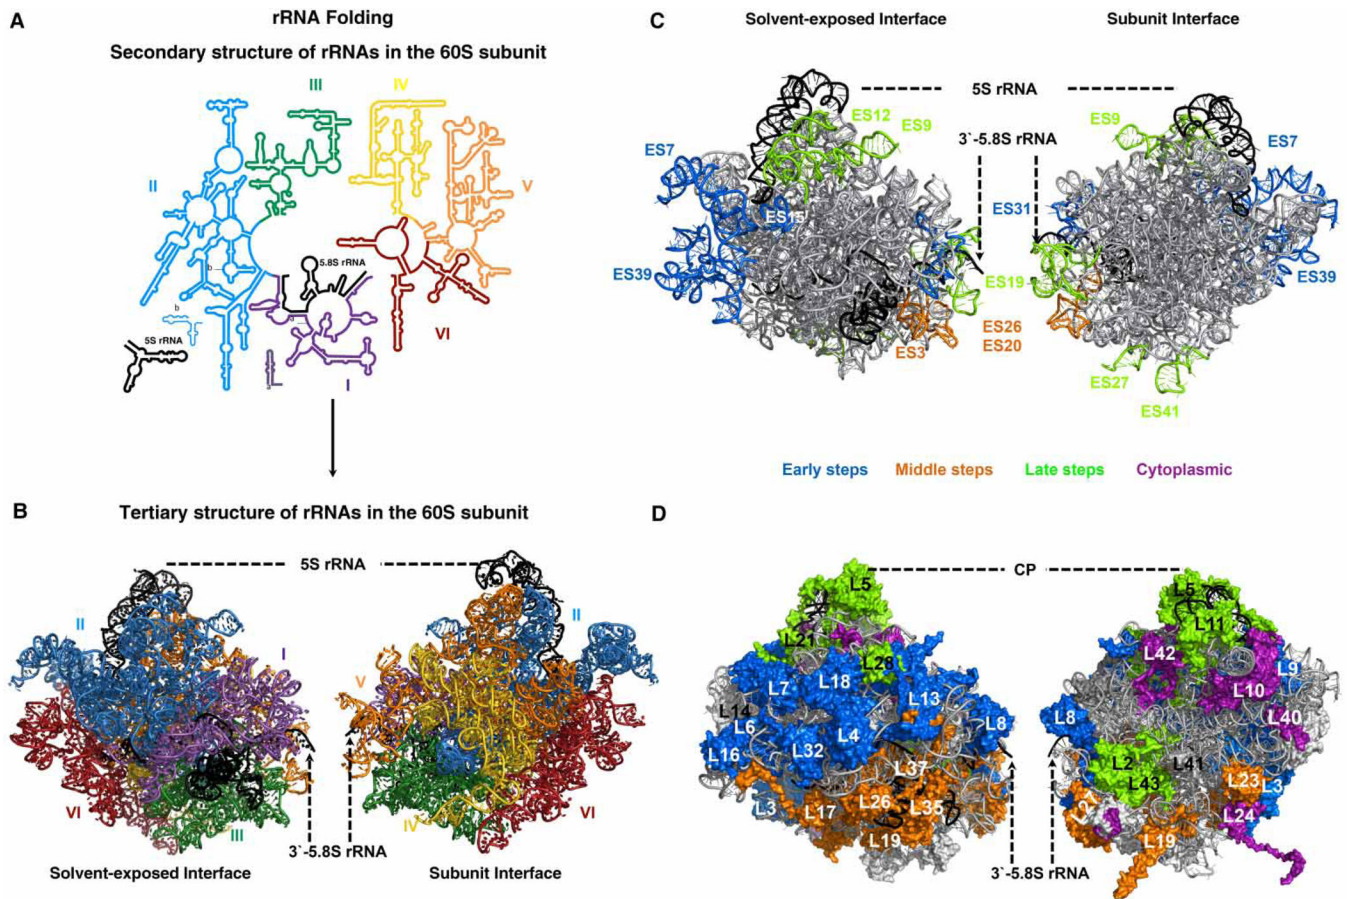 A
rRNA Folding
Secondary structure of rRNAs in the 60S subunit
III
IV
II
V
5.8S rRNA
b
b
5S rRNA
VI
I
B
Tertiary structure of rRNAs in the 60S subunit
5S rRNA
II
II
I
V
VI
VI
IV
III
3`-5.8S rRNA
Solvent-exposed Interface
Subunit Interface
C
Solvent-exposed Interface
Subunit Interface
5S rRNA
ES12
ES9
ES9
3`-5.8S rRNA
ES7
ES7
ES15
ES31
ES39
ES19
ES39
ES26
ES3
ES20
ES27
ES41
Early steps
Middle steps
Late steps
Cytoplasmic
D
CP
L5
L5
L11
L21
L42
L28
L7
L18
L13
L9
L10
L14
L6
L4
L8
L8
L40
L16
L32
L2
L41
L37
L43
L23
L3
L3
L17
L26
L35
L24
L19
L19
3`-5.8S rRNA